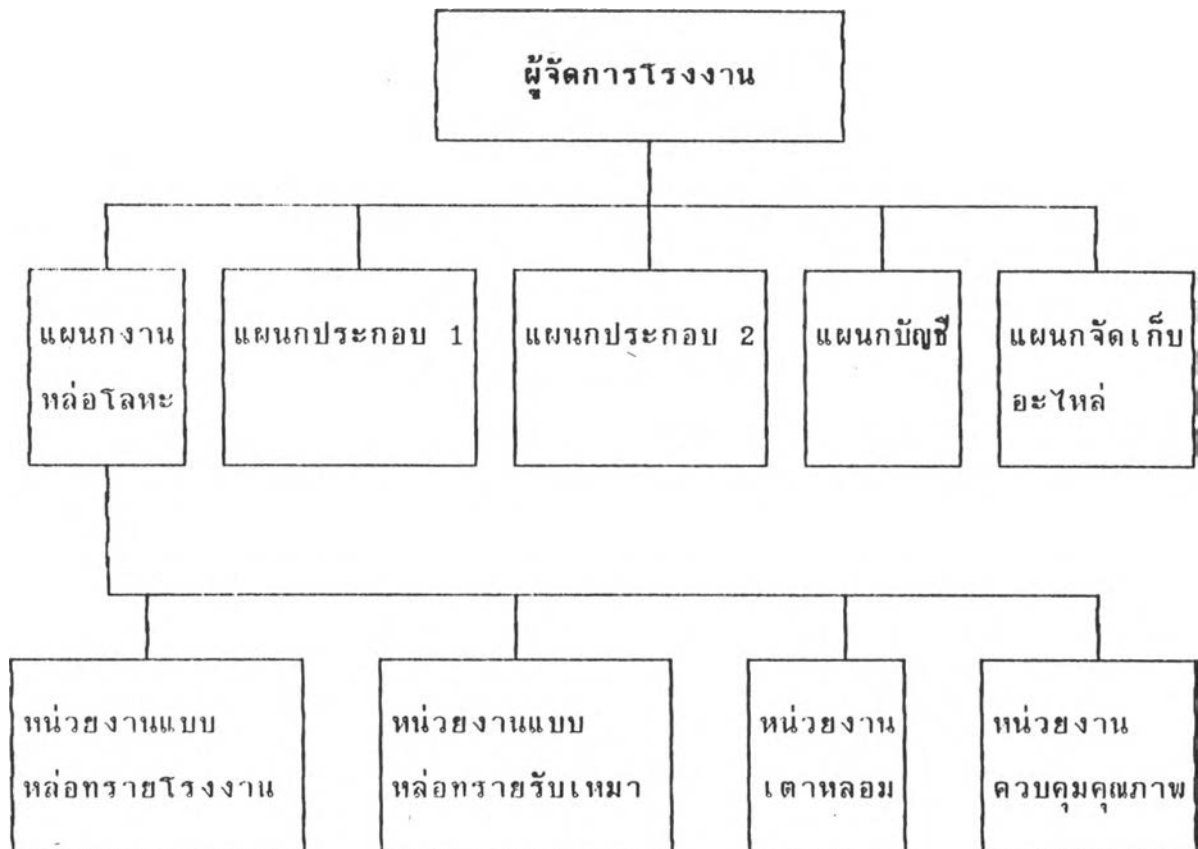 ผู้จัดการโรงงาน
แผนกงาน
หล่อโลหะ
แผนกประกอบ 1
แผนกประกอบ 2
แผนกบัญชี
แผนกจัดเก็บ
อะไหล่
หน่วยงานแบบ
หล่อทรายโรงงาน
หน่วยงานแบบ
หล่อทรายรับเหมา
หน่วยงาน
เตาหลอม
หน่วยงาน
ควบคุมคุณภาพ